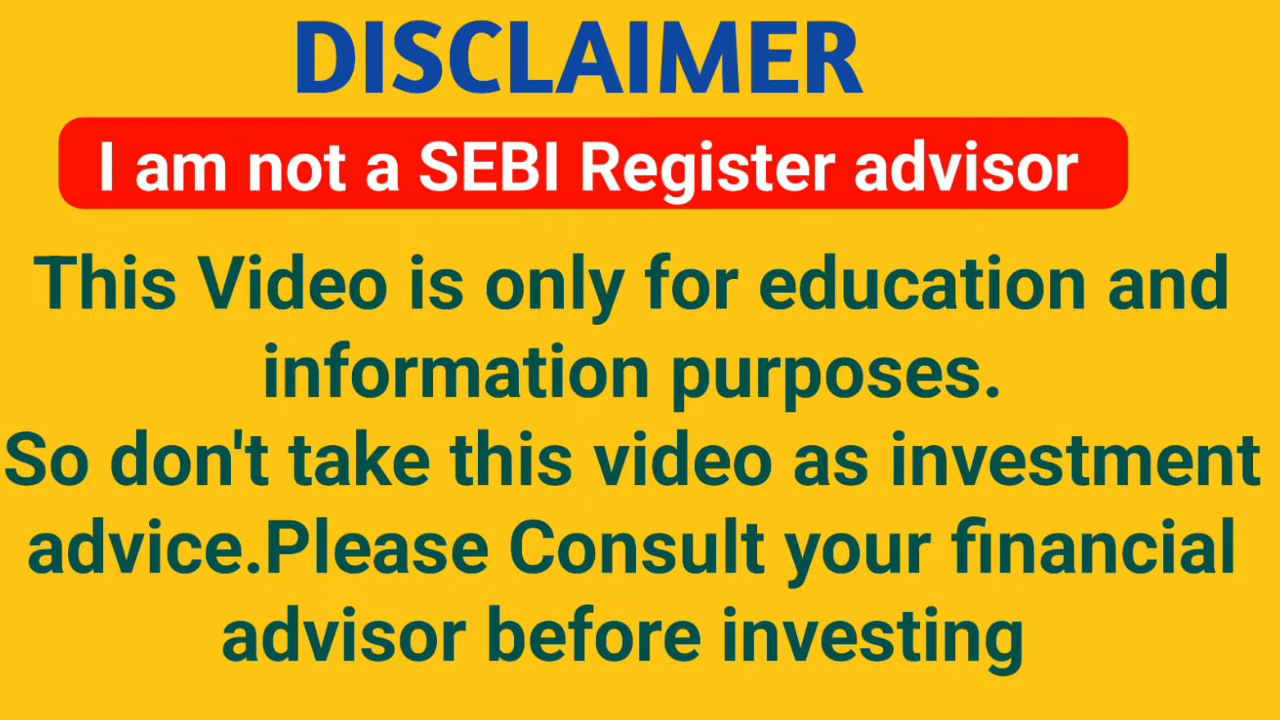 DISCLAIMER
I am not a SEBI Register advisor
This Video is only for education and
information purposes.
So don't take this video as investment
advice.Please Consult your financial
advisor before investing